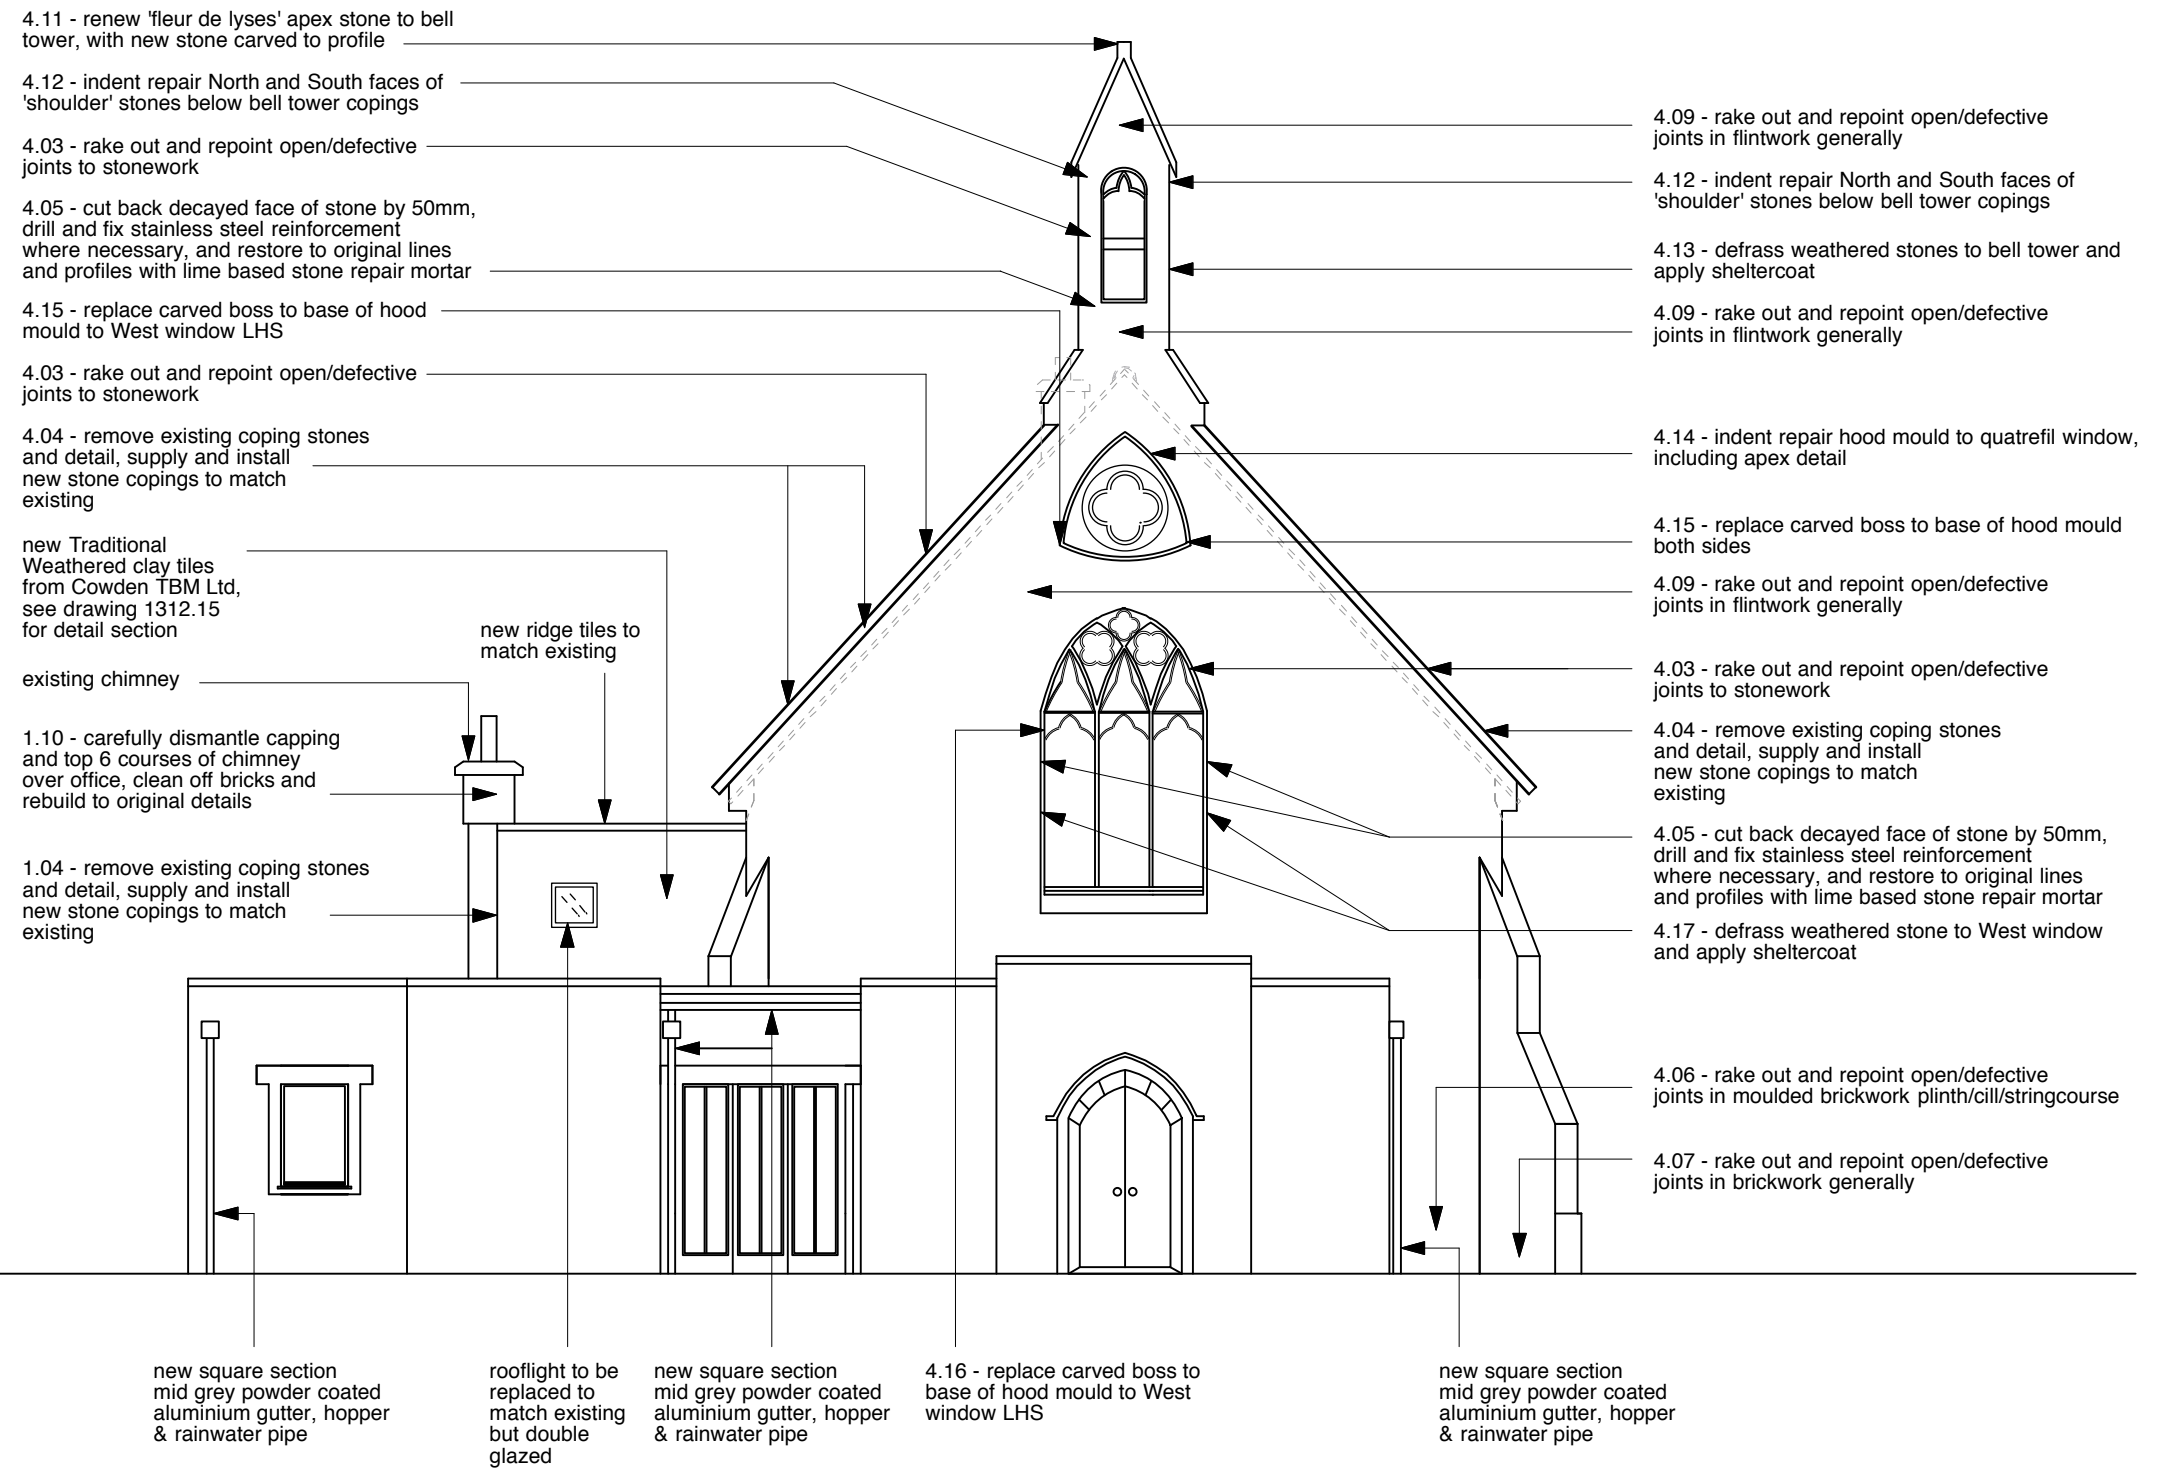 4.11 - renew 'fleur de lyses' apex stone to bell
tower, with new stone carved to profile
4.12 - indent repair North and South faces of
'shoulder' stones below bell tower copings
4.03 - rake out and repoint open/defective
joints to stonework
4.05 - cut back decayed face of stone by 50mm,
drill and fix stainless steel reinforcement
where necessary, and restore to original lines
and profiles with lime based stone repair mortar
4.15 - replace carved boss to base of hood
mould to West window LHS
4.03 - rake out and repoint open/defective
joints to stonework
4.04 - remove existing coping stones
and detail, supply and install
new stone copings to match
existing
new Traditional
Weathered clay tiles
from Cowden TBM Ltd,
see drawing 1312.15
for detail section
new ridge tiles to
match existing
existing chimney
1.10 - carefully dismantle capping
and top 6 courses of chimney
over office, clean off bricks and
rebuild to original details
1.04 - remove existing coping stones
and detail, supply and install
new stone copings to match
existing
4.09 - rake out and repoint open/defective
joints in flintwork generally
4.12 - indent repair North and South faces of
'shoulder' stones below bell tower copings
4.13 - defrass weathered stones to bell tower and
apply sheltercoat
4.09 - rake out and repoint open/defective
joints in flintwork generally
4.14 - indent repair hood mould to quatrefil window,
including apex detail
4.15 - replace carved boss to base of hood mould
both sides
4.09 - rake out and repoint open/defective
joints in flintwork generally
4.03 - rake out and repoint open/defective
joints to stonework
4.04 - remove existing coping stones
and detail, supply and install
new stone copings to match
existing
4.05 - cut back decayed face of stone by 50mm,
drill and fix stainless steel reinforcement
where necessary, and restore to original lines
and profiles with lime based stone repair mortar
4.17 - defrass weathered stone to West window
and apply sheltercoat
4.06 - rake out and repoint open/defective
joints in moulded brickwork plinth/cill/stringcourse
4.07 - rake out and repoint open/defective
joints in brickwork generally
new square section
mid grey powder coated
aluminium gutter, hopper
& rainwater pipe
rooflight to be
replaced to
match existing
but double
glazed
new square section
mid grey powder coated
aluminium gutter, hopper
& rainwater pipe
4.16 - replace carved boss to
base of hood mould to West
window LHS
new square section
mid grey powder coated
aluminium gutter, hopper
& rainwater pipe